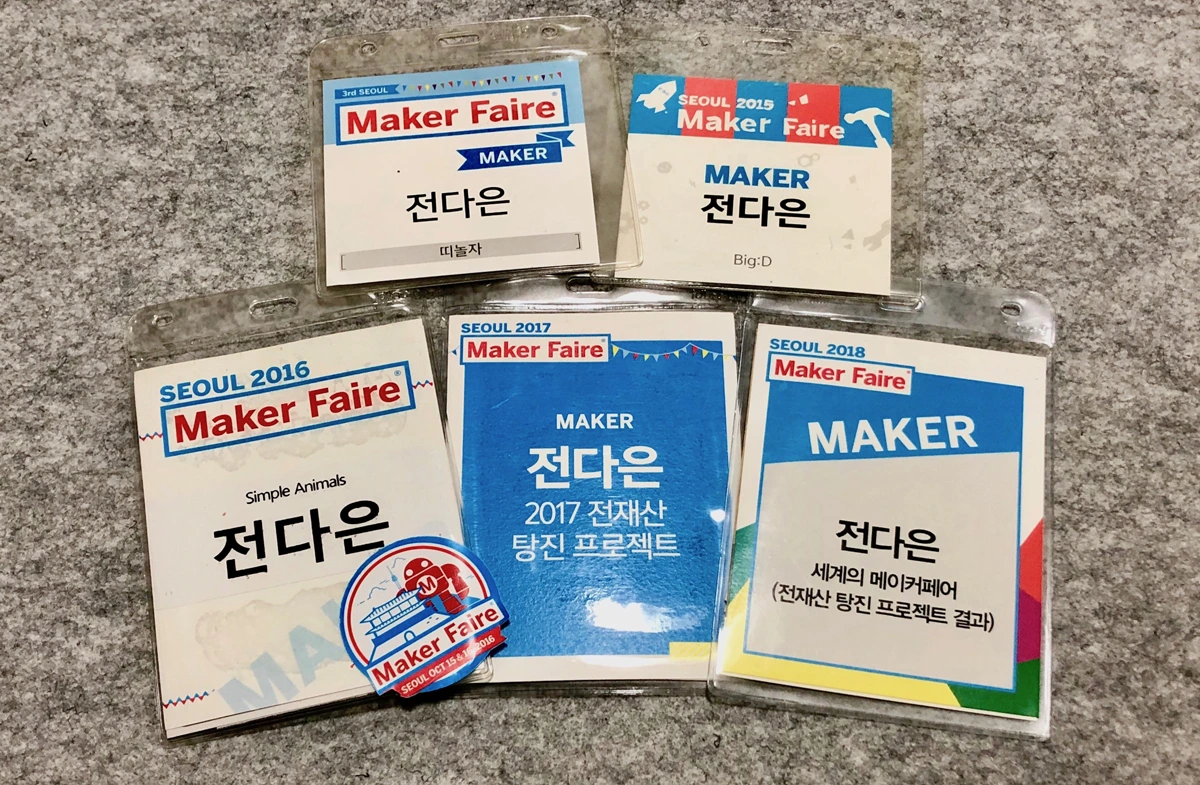 3rd SEOUL
Maker Faire®
MAKER
전다은
띠놀자
SEOUL 2015
Maker Faire
MAKER
전다은
Big:D
SEOUL 2016
Maker Faire®
Simple Animals
전다은
MAK
M
Maker Faire
SEOUL OCT 15 & 16, 2016
SEOUL 2017
Maker Faire®
MAKER
전다은
2017 전재산
탕진 프로젝트
SEOUL 2018
Maker Faire®
MAKER
전다은
세계의 메이커페어
(전재산 탕진 프로젝트 결과)